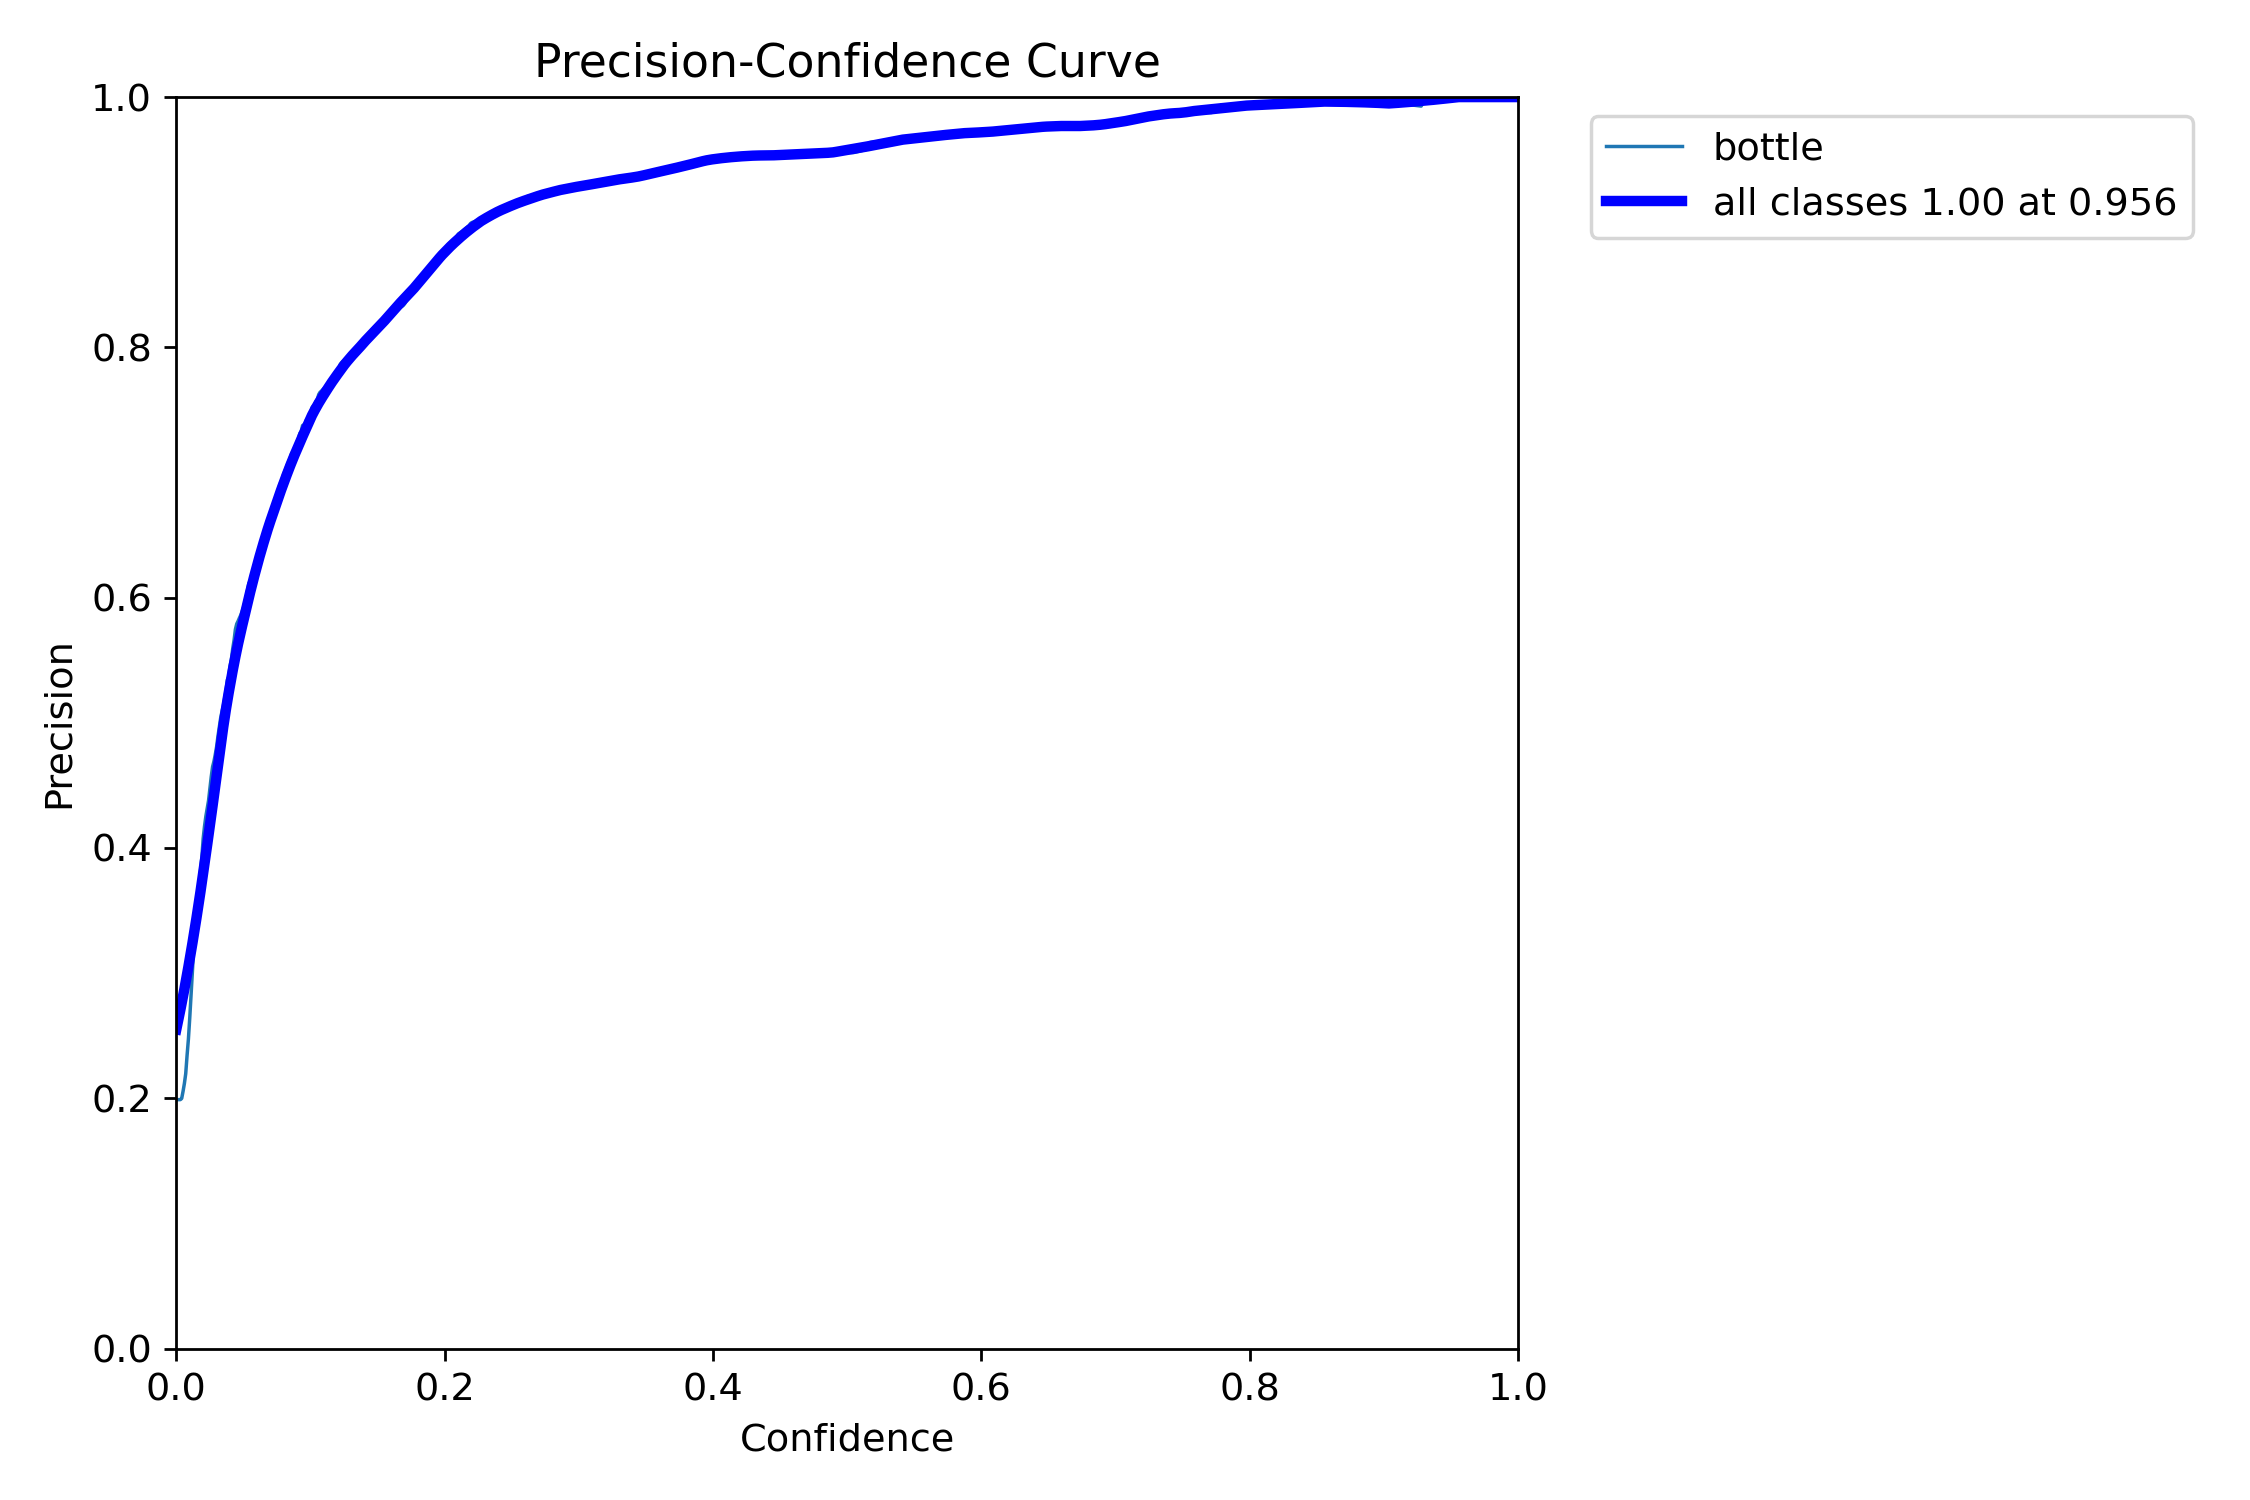 Precision-Confidence Curve
1.0
0.8
0.6
0.4
0.2
0.0
Precision
0.0 0.2 0.4 0.6 0.8 1.0
Confidence
bottle
all classes 1.00 at 0.956